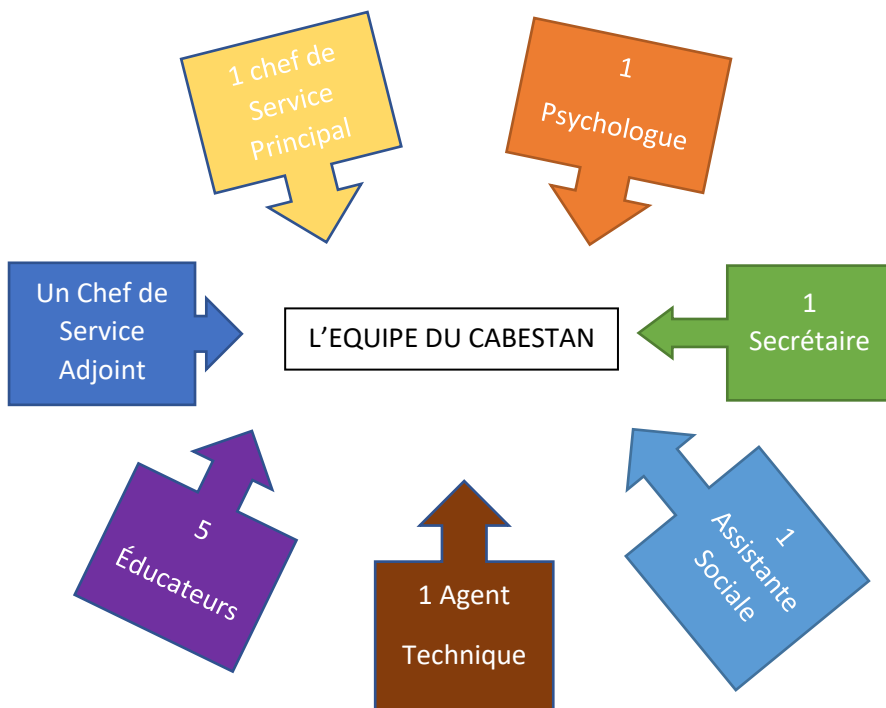 1 chef de
Service
Principal
1
Psychologue
Un Chef de
Service
Adjoint
L'EQUIPE DU CABESTAN
1
Secrétaire
5
Éducateurs
1 Agent
Technique
1
Assistante
Sociale